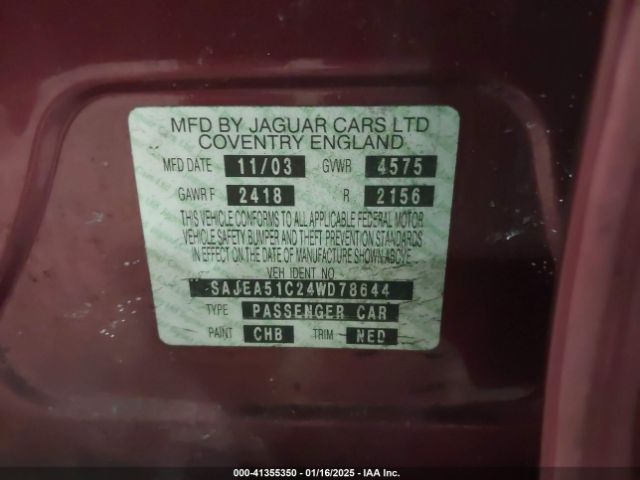 MFD BY JAGUAR CARS LTD
COVENTRY ENGLAND
MFD DATE 11/03 GVWR 4575
GAWR F 2418 R 2156
THIS VEHICLE CONFORMS TO ALL APPLICABLE FEDERAL MOTOR
VEHICLE SAFETY BUMPER AND THEFT PREVENTION STANDARDS
IN EFFECT ON THE DATE OF MANUFACTURE SHOWN ABOVE.
VEH IDENT NO
SAJEA51C24WD78644
TYPE PASSENGER CAR
PAINT CHB TRIM NED
000-41355350 - 01/16/2025 - IAA Inc.